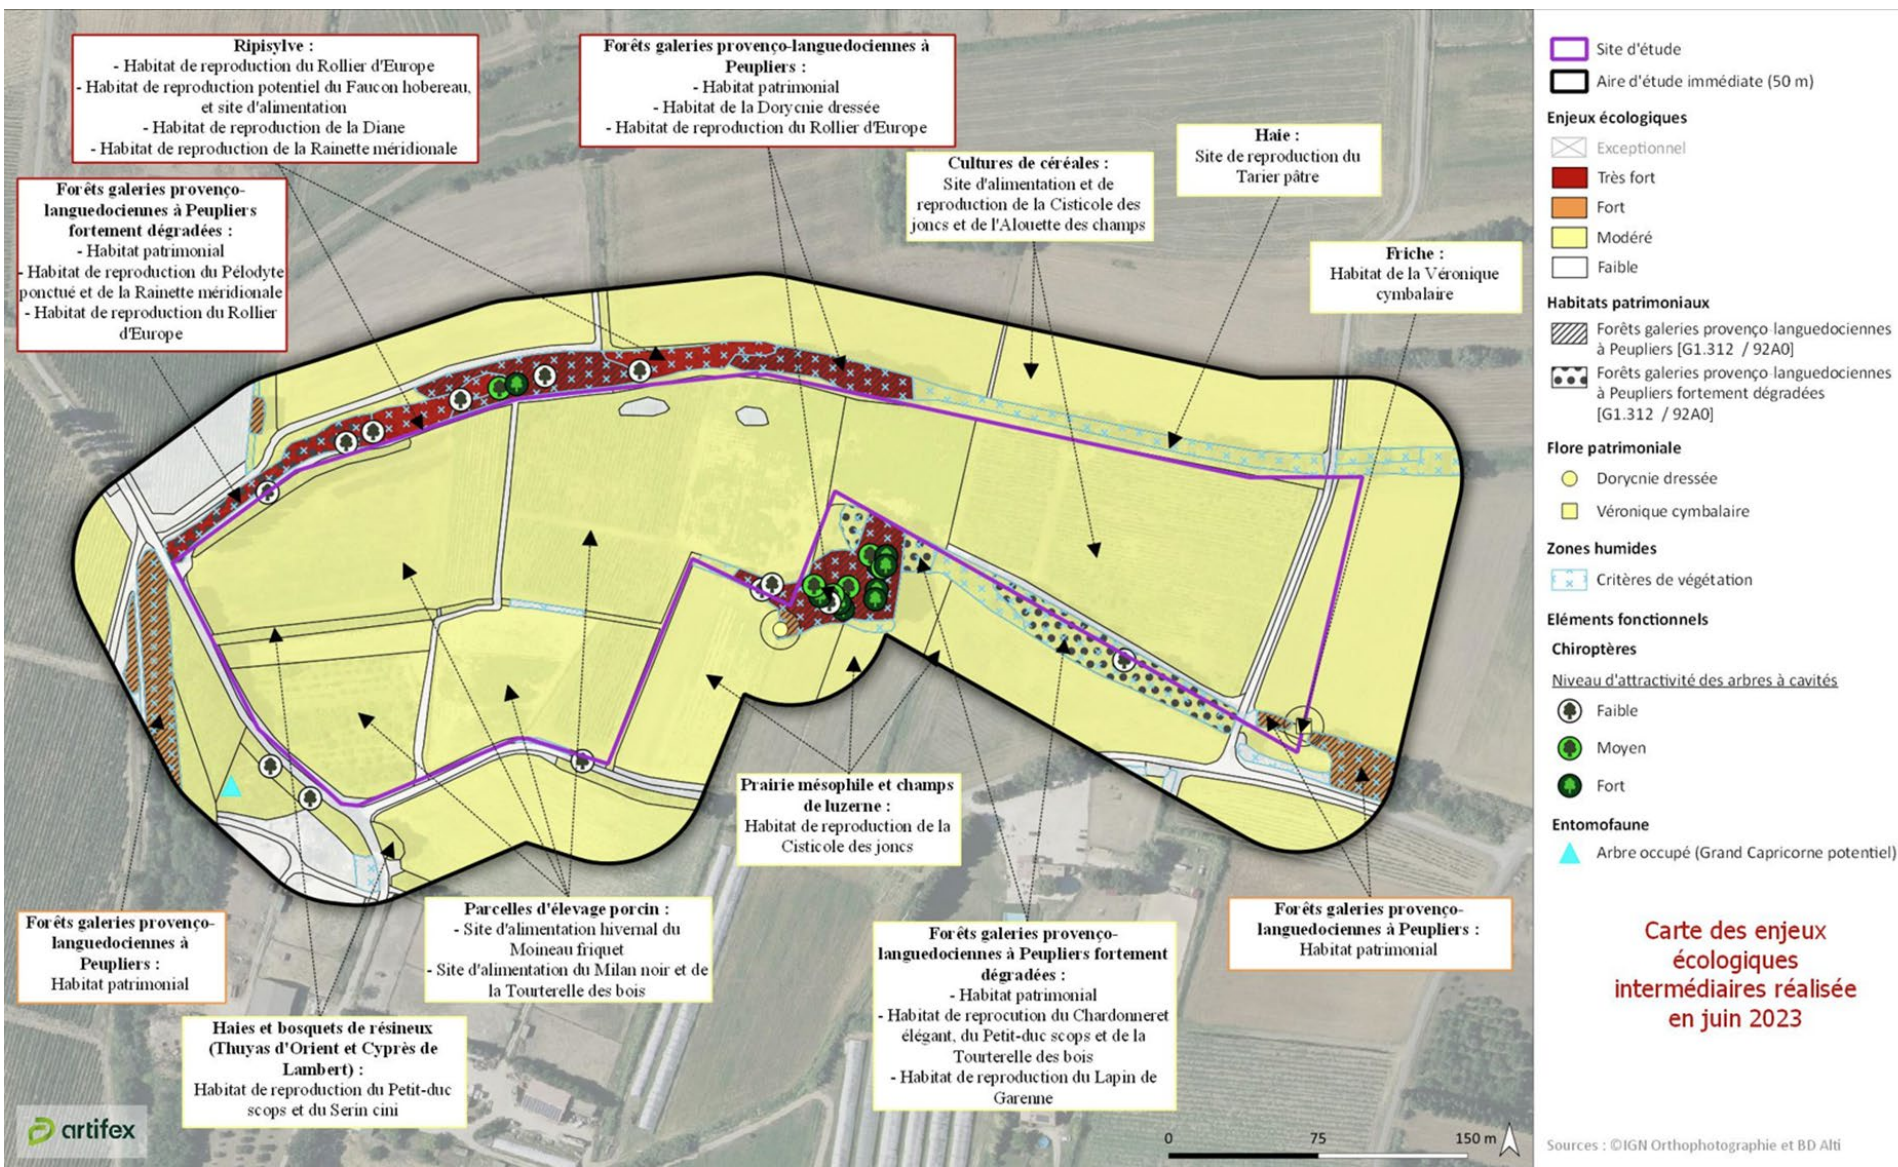 Ripisylve :
- Habitat de reproduction du Rollier d'Europe
- Habitat de reproduction potentiel du Faucon hobereau,
et site d'alimentation
- Habitat de reproduction de la Diane
- Habitat de reproduction de la Rainette méridionale
Forêts galeries provenço-languedociennes à
Peupliers :
- Habitat patrimonial
- Habitat de la Dorycnie dressée
- Habitat de reproduction du Rollier d'Europe
Cultures de céréales :
Site d'alimentation et de
reproduction de la Cisticole des
joncs et de l'Alouette des champs
Haie :
Site de reproduction du
Tarier pâtre
Friche :
Habitat de la Véronique
cymbalaire
Forêts galeries provenço-
languedociennes à Peupliers
fortement dégradées :
- Habitat patrimonial
- Habitat de reproduction du Pélodyte
ponctué et de la Rainette méridionale
- Habitat de reproduction du Rollier
d'Europe
Prairie mésophile et champs
de luzerne :
Habitat de reproduction de la
Cisticole des joncs
Forêts galeries provenço-
languedociennes à
Peupliers :
Habitat patrimonial
Parcelles d'élevage porcin :
- Site d'alimentation hivernal du
Moineau friquet
- Site d'alimentation du Milan noir et de
la Tourterelle des bois
Forêts galeries provenço-
languedociennes à Peupliers fortement
dégradées :
- Habitat patrimonial
- Habitat de reprocution du Chardonneret
élégant, du Petit-duc scops et de la
Tourterelle des bois
- Habitat de reproduction du Lapin de
Garenne
Forêts galeries provenço-
languedociennes à Peupliers :
Habitat patrimonial
Haies et bosquets de résineux
(Thuyas d'Orient et Cyprès de
Lambert) :
Habitat de reproduction du Petit-duc
scops et du Serin cini
artifex
0 75 150 m
Site d'étude
Aire d'étude immédiate (50 m)
Enjeux écologiques
Exceptionnel
Très fort
Fort
Modéré
Faible
Habitats patrimoniaux
Forêts galeries provenço-languedociennes
à Peupliers [G1.312 / 92A0]
Forêts galeries provenço-languedociennes
à Peupliers fortement dégradées
[G1.312 / 92A0]
Flore patrimoniale
Dorycnie dressée
Véronique cymbalaire
Zones humides
Critères de végétation
Eléments fonctionnels
Chiroptères
Niveau d'attractivité des arbres à cavités
Faible
Moyen
Fort
Entomofaune
Arbre occupé (Grand Capricorne potentiel)
Carte des enjeux
écologiques
intermédiaires réalisée
en juin 2023
Sources : ©IGN Orthophotographie et BD Alti